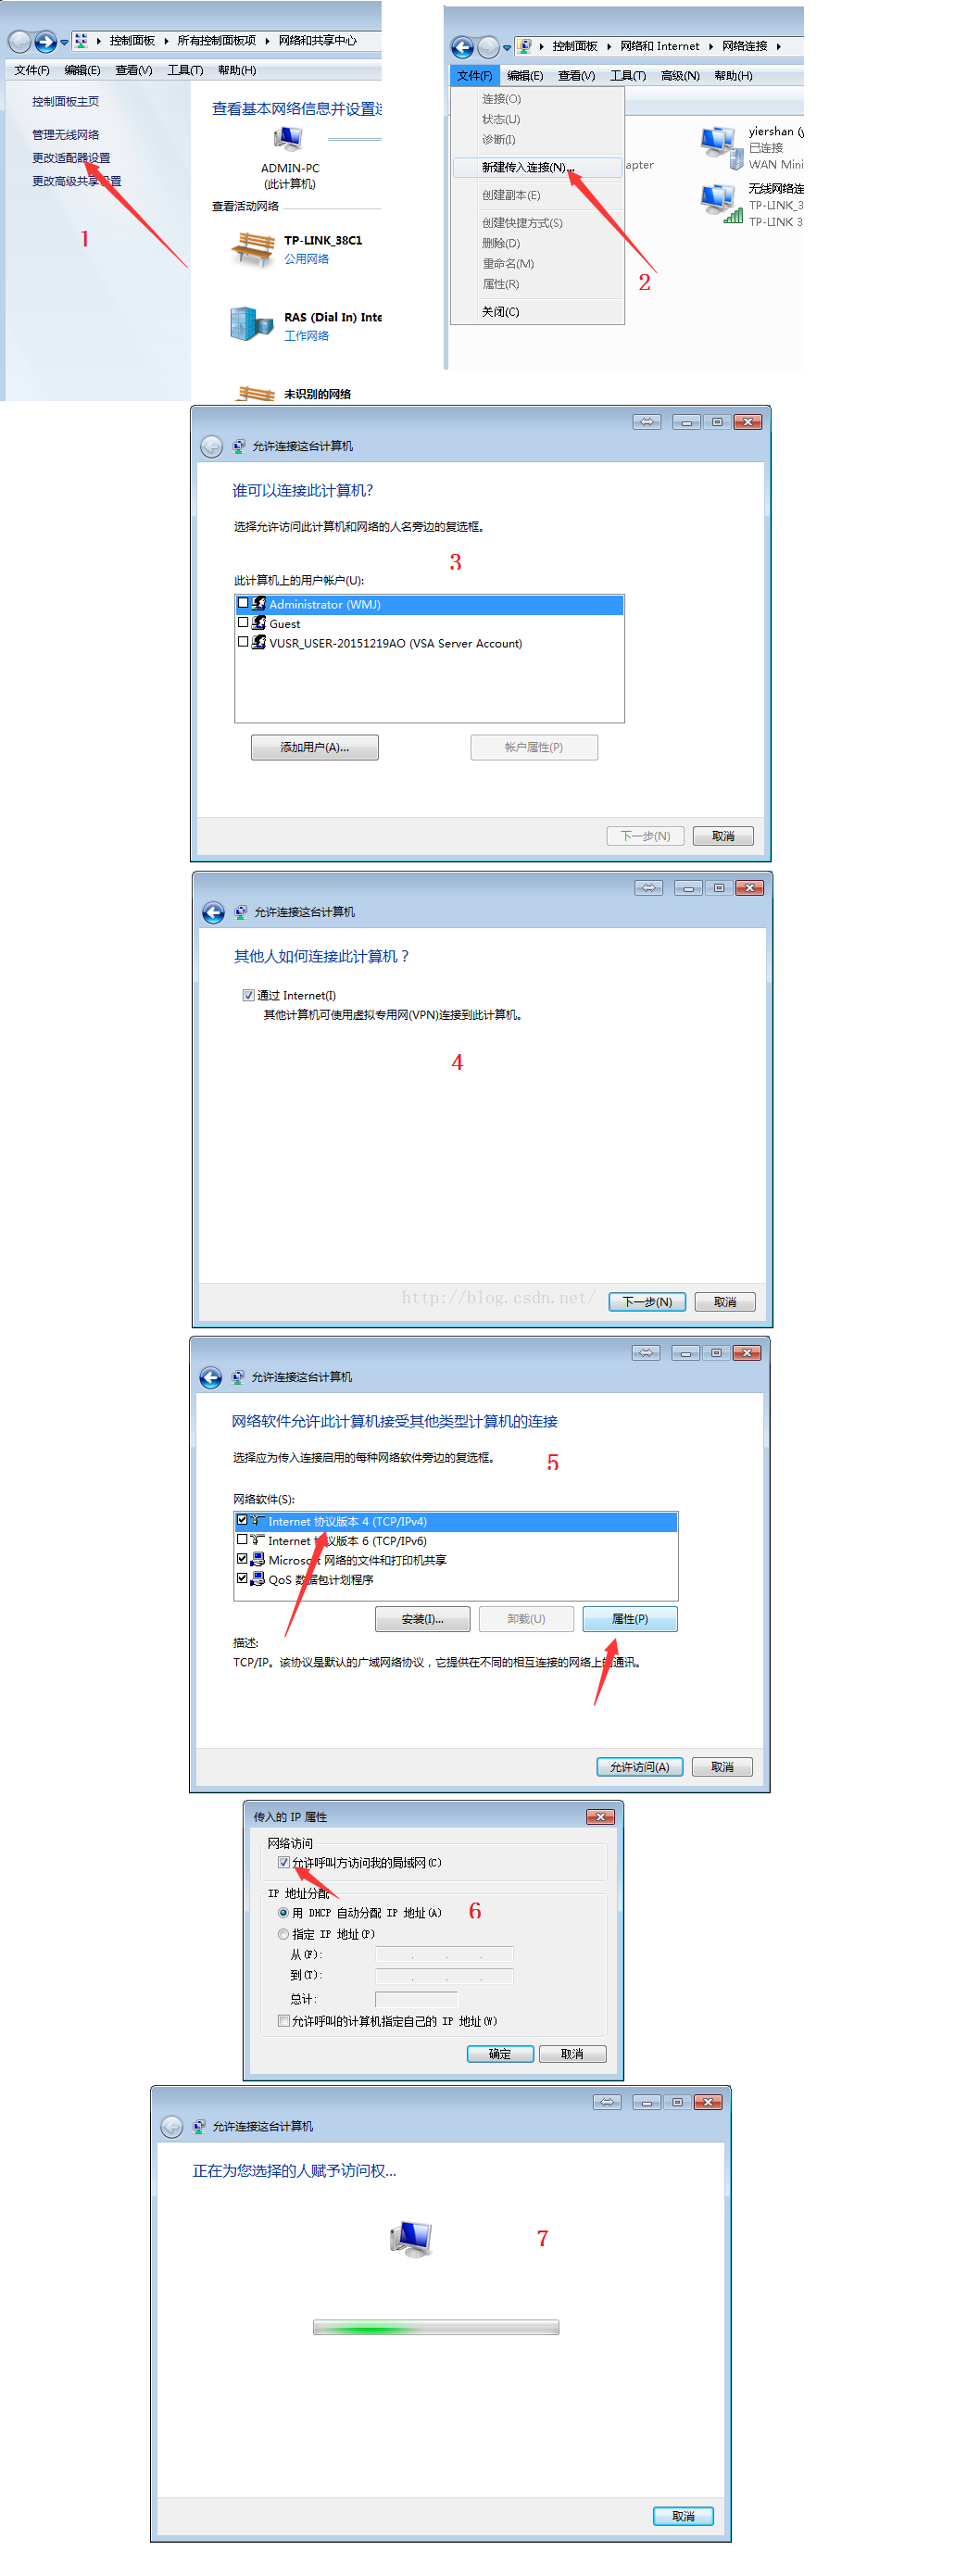 控制面板 ▸ 所有控制面板项 ▸ 网络和共享中心
文件(F) 编辑(E) 查看(V) 工具(T) 帮助(H)
控制面板主页
管理无线网络
更改适配器设置
更改高级共享设置
1
查看基本网络信息并设置
ADMIN-PC
(此计算机)
查看活动网络
TP-LINK_38C1
公用网络
RAS (Dial In) Inte
工作网络
未识别的网络
控制面板 ▸ 网络和 Internet ▸ 网络连接 ▸
文件(F) 编辑(E) 查看(V) 工具(T) 高级(N) 帮助(H)
连接(O)
状态(U)
诊断(I)
新建传入连接(N)...
创建副本(E)
创建快捷方式(S)
删除(D)
重命名(M)
属性(R)
关闭(C)
2
apter
yiershan (y
已连接
WAN Mini
无线网络连
TP-LINK_3
TP-LINK 3
允许连接这台计算机
谁可以连接此计算机?
选择允许访问此计算机和网络的人名旁边的复选框。
3
此计算机上的用户帐户(U):
Administrator (WMJ)
Guest
VUSR_USER-20151219AO (VSA Server Account)
添加用户(A)... 帐户属性(P)
下一步(N) 取消
允许连接这台计算机
其他人如何连接此计算机？
通过 Internet(I)
其他计算机可使用虚拟专用网(VPN)连接到此计算机。
4
http://blog.csdn.net/
下一步(N) 取消
允许连接这台计算机
网络软件允许此计算机接受其他类型计算机的连接
选择应为传入连接启用的每种网络软件旁边的复选框。
5
网络软件(S):
Internet 协议版本 4 (TCP/IPv4)
Internet 协议版本 6 (TCP/IPv6)
Microsoft 网络的文件和打印机共享
QoS 数据包计划程序
安装(I)... 卸载(U) 属性(P)
描述:
TCP/IP。该协议是默认的广域网络协议，它提供在不同的相互连接的网络上的通讯。
允许访问(A) 取消
传入的 IP 属性
网络访问
允许呼叫方访问我的局域网(C)
IP 地址分配
用 DHCP 自动分配 IP 地址(A)
6
指定 IP 地址(P)
从(F):
到(T):
总计:
允许呼叫的计算机指定自己的 IP 地址(W)
确定 取消
允许连接这台计算机
正在为您选择的人赋予访问权...
7
取消